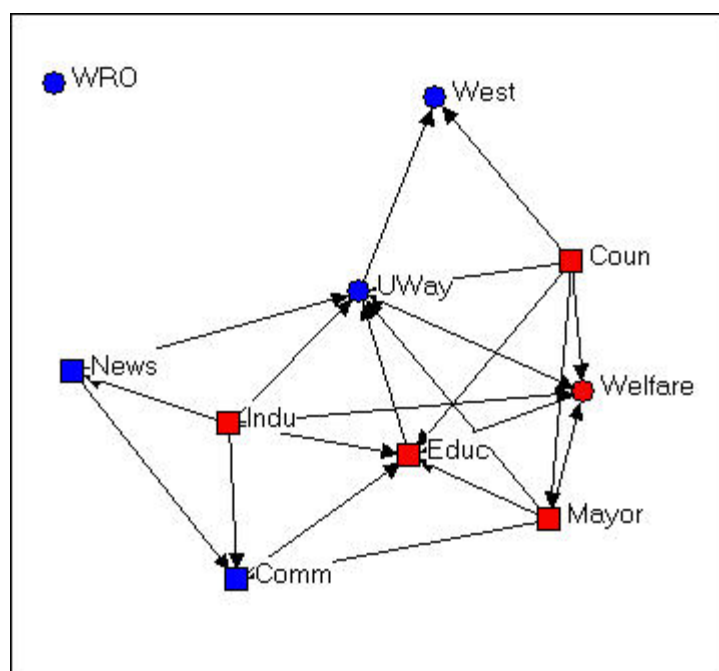 WRO
West
Coun
UWay
News
Welfare
Indu
Educ
Mayor
Comm